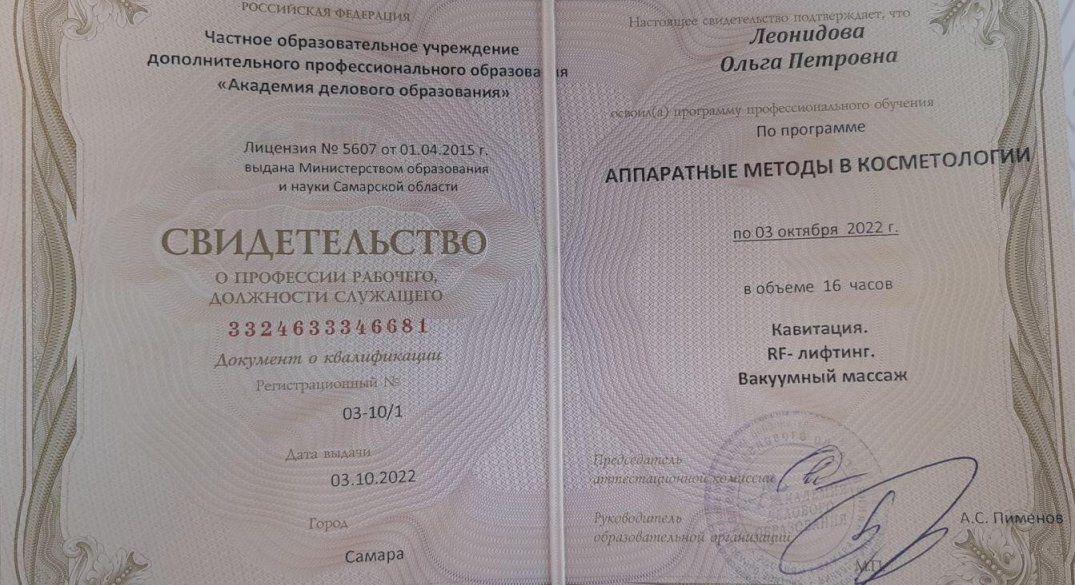 РОССИЙСКАЯ ФЕДЕРАЦИЯ
Частное образовательное учреждение
дополнительного профессионального образования
«Академия делового образования»
Лицензия № 5607 от 01.04.2015 г.
выдана Министерством образования
и науки Самарской области
СВИДЕТЕЛЬСТВО
О ПРОФЕССИИ РАБОЧЕГО,
ДОЛЖНОСТИ СЛУЖАЩЕГО
3324633346681
Документ о квалификации
Регистрационный №
03-10/1
Дата выдачи
03.10.2022
Город
Самара
Настоящее свидетельство подтверждает, что
Леонидова
Ольга Петровна
освоил(а) программу профессионального обучения
По программе
АППАРАТНЫЕ МЕТОДЫ В КОСМЕТОЛОГИИ
по 03 октября 2022 г.
в объеме 16 часов
Кавитация.
RF- лифтинг.
Вакуумный массаж
Председатель
аттестационной комиссии
Руководитель
образовательной организации
А.С. Пименов
М.П.
АКАДЕМИЯ
ДЕЛОВОГО
ОБРАЗОВАНИЯ